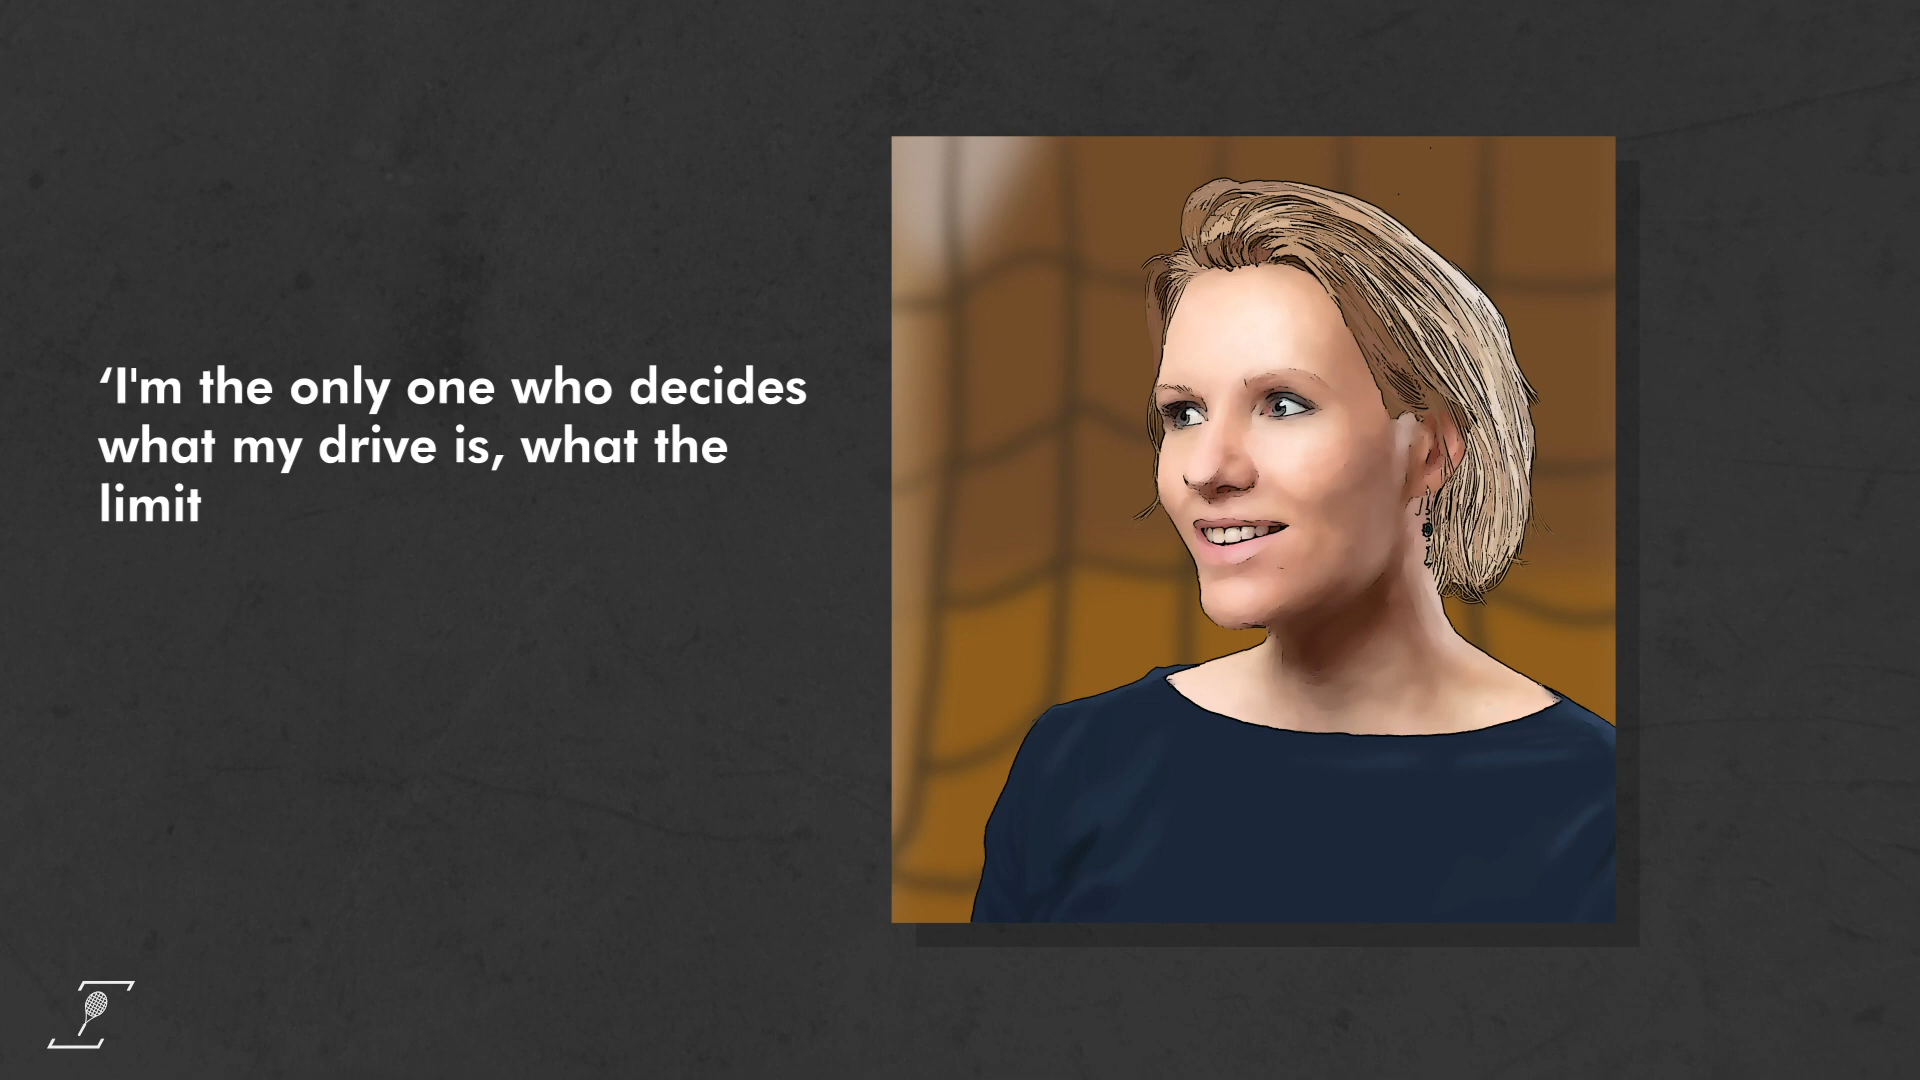 ‘I'm the only one who decides
what my drive is, what the
limit